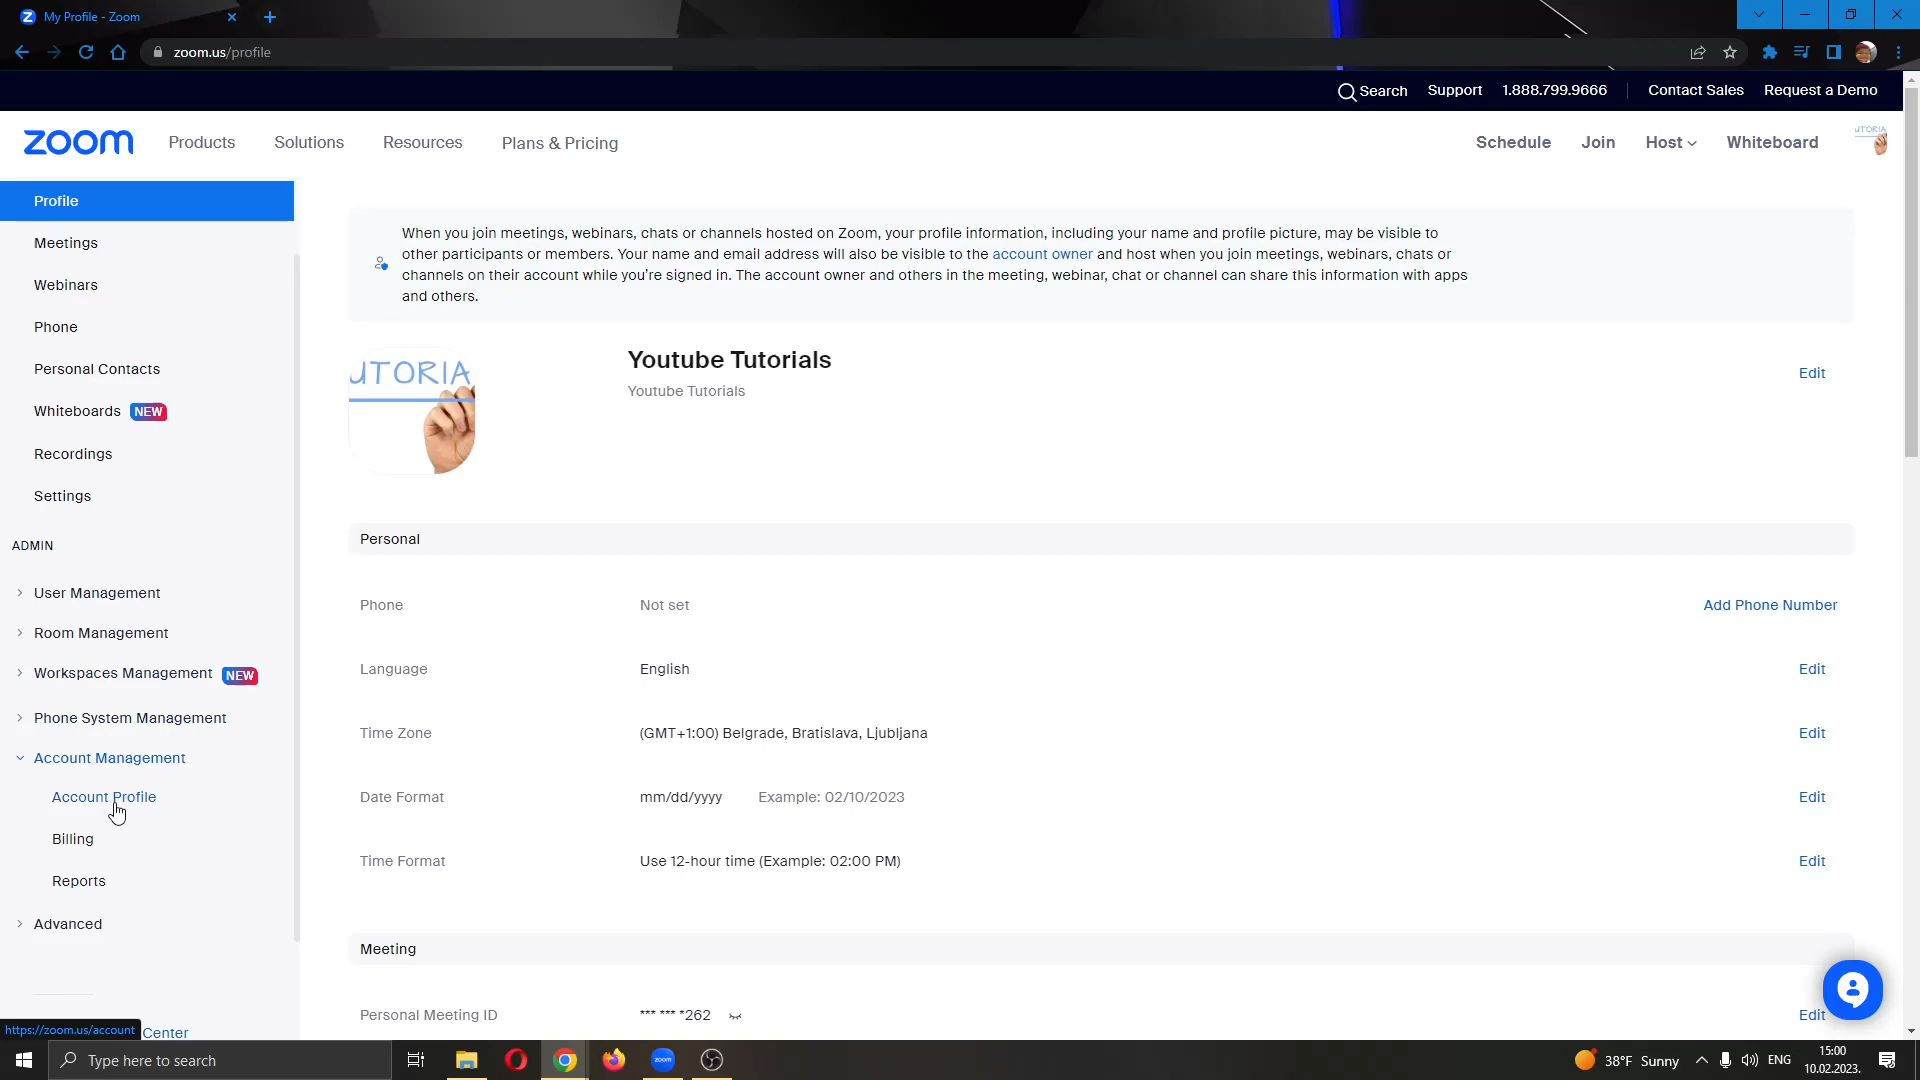 My Profile - Zoom
zoom.us/profile
Search
Support
1.888.799.9666
Contact Sales
Request a Demo
zoom
Products
Solutions
Resources
Plans & Pricing
Schedule
Join
Host
Whiteboard
UTORIA
Profile
Meetings
Webinars
Phone
Personal Contacts
Whiteboards NEW
Recordings
Settings
ADMIN
User Management
Room Management
Workspaces Management NEW
Phone System Management
Account Management
Account Profile
Billing
Reports
Advanced
Center
https://zoom.us/account
When you join meetings, webinars, chats or channels hosted on Zoom, your profile information, including your name and profile picture, may be visible to
other participants or members. Your name and email address will also be visible to the account owner and host when you join meetings, webinars, chats or
channels on their account while you're signed in. The account owner and others in the meeting, webinar, chat or channel can share this information with apps
and others.
UTORIA
Youtube Tutorials
Youtube Tutorials
Edit
Personal
Phone Not set Add Phone Number
Language English Edit
Time Zone (GMT+1:00) Belgrade, Bratislava, Ljubljana Edit
Date Format mm/dd/yyyy Example: 02/10/2023 Edit
Time Format Use 12-hour time (Example: 02:00 PM) Edit
Meeting
Personal Meeting ID *** *** *262 Edit
Type here to search
zoom
38°F Sunny
ENG
15:00
10.02.2023.